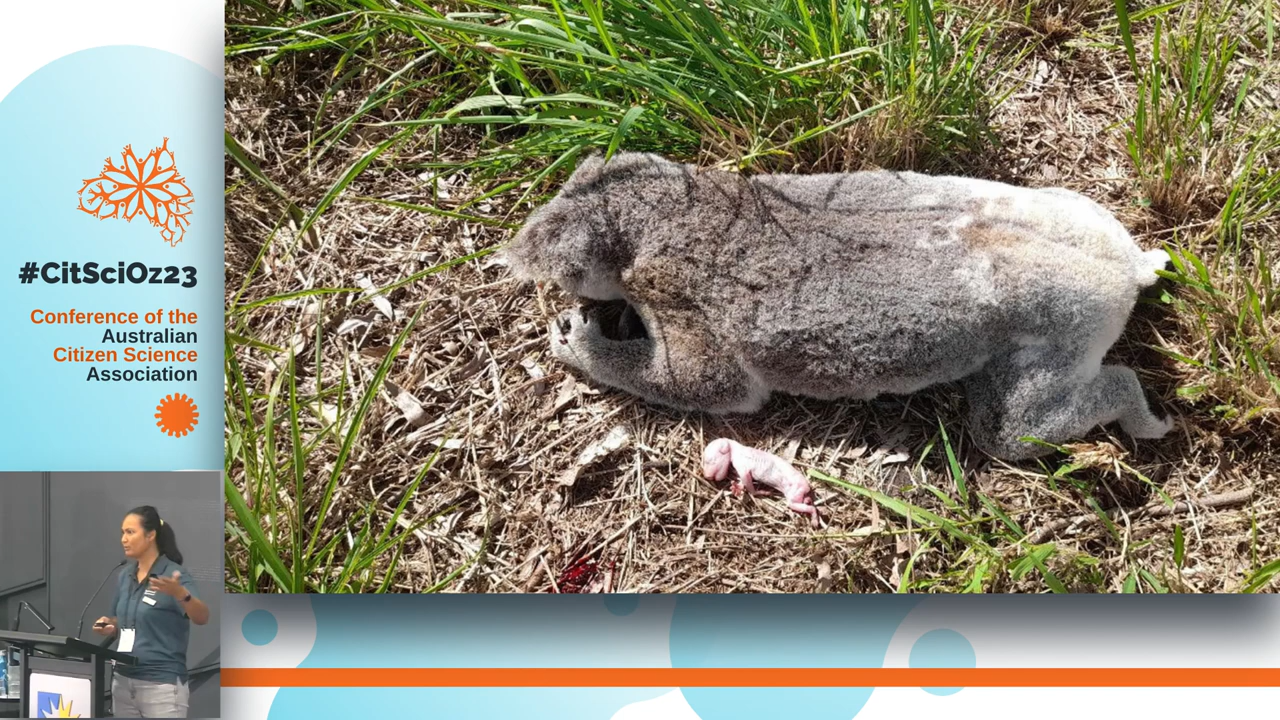 #CitSciOz23
Conference of the
Australian
Citizen Science
Association